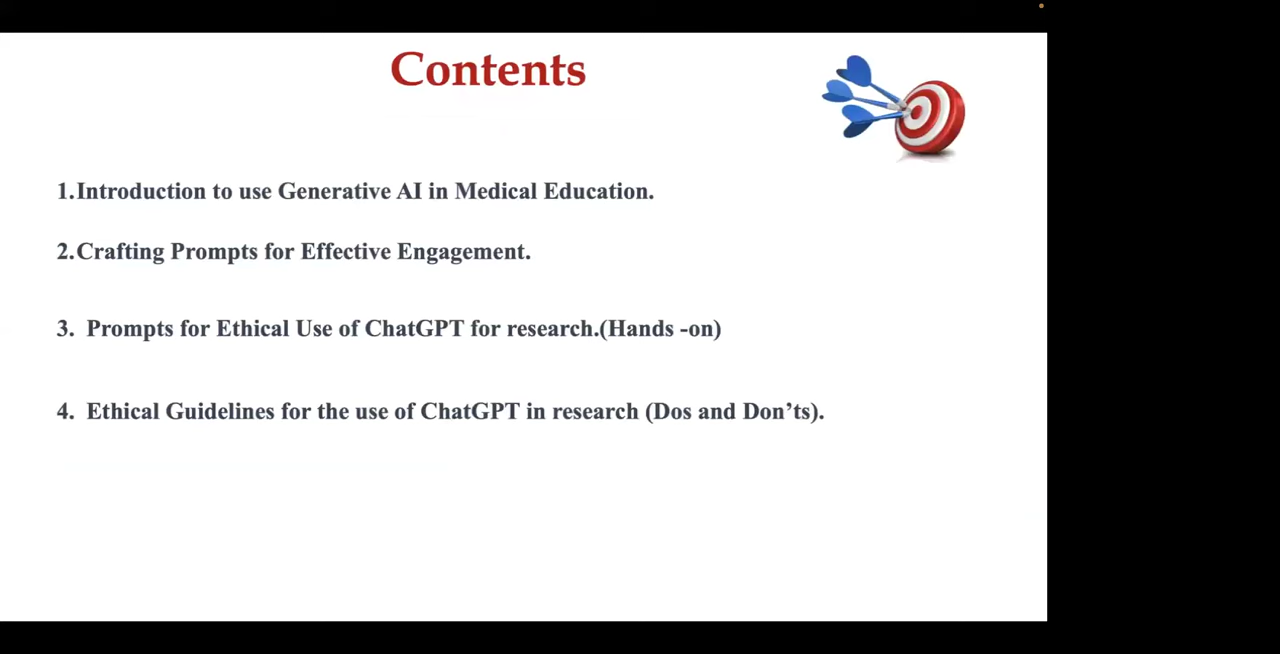 Contents
1.Introduction to use Generative AI in Medical Education.
2.Crafting Prompts for Effective Engagement.
3. Prompts for Ethical Use of ChatGPT for research.(Hands -on)
4. Ethical Guidelines for the use of ChatGPT in research (Dos and Don’ts).